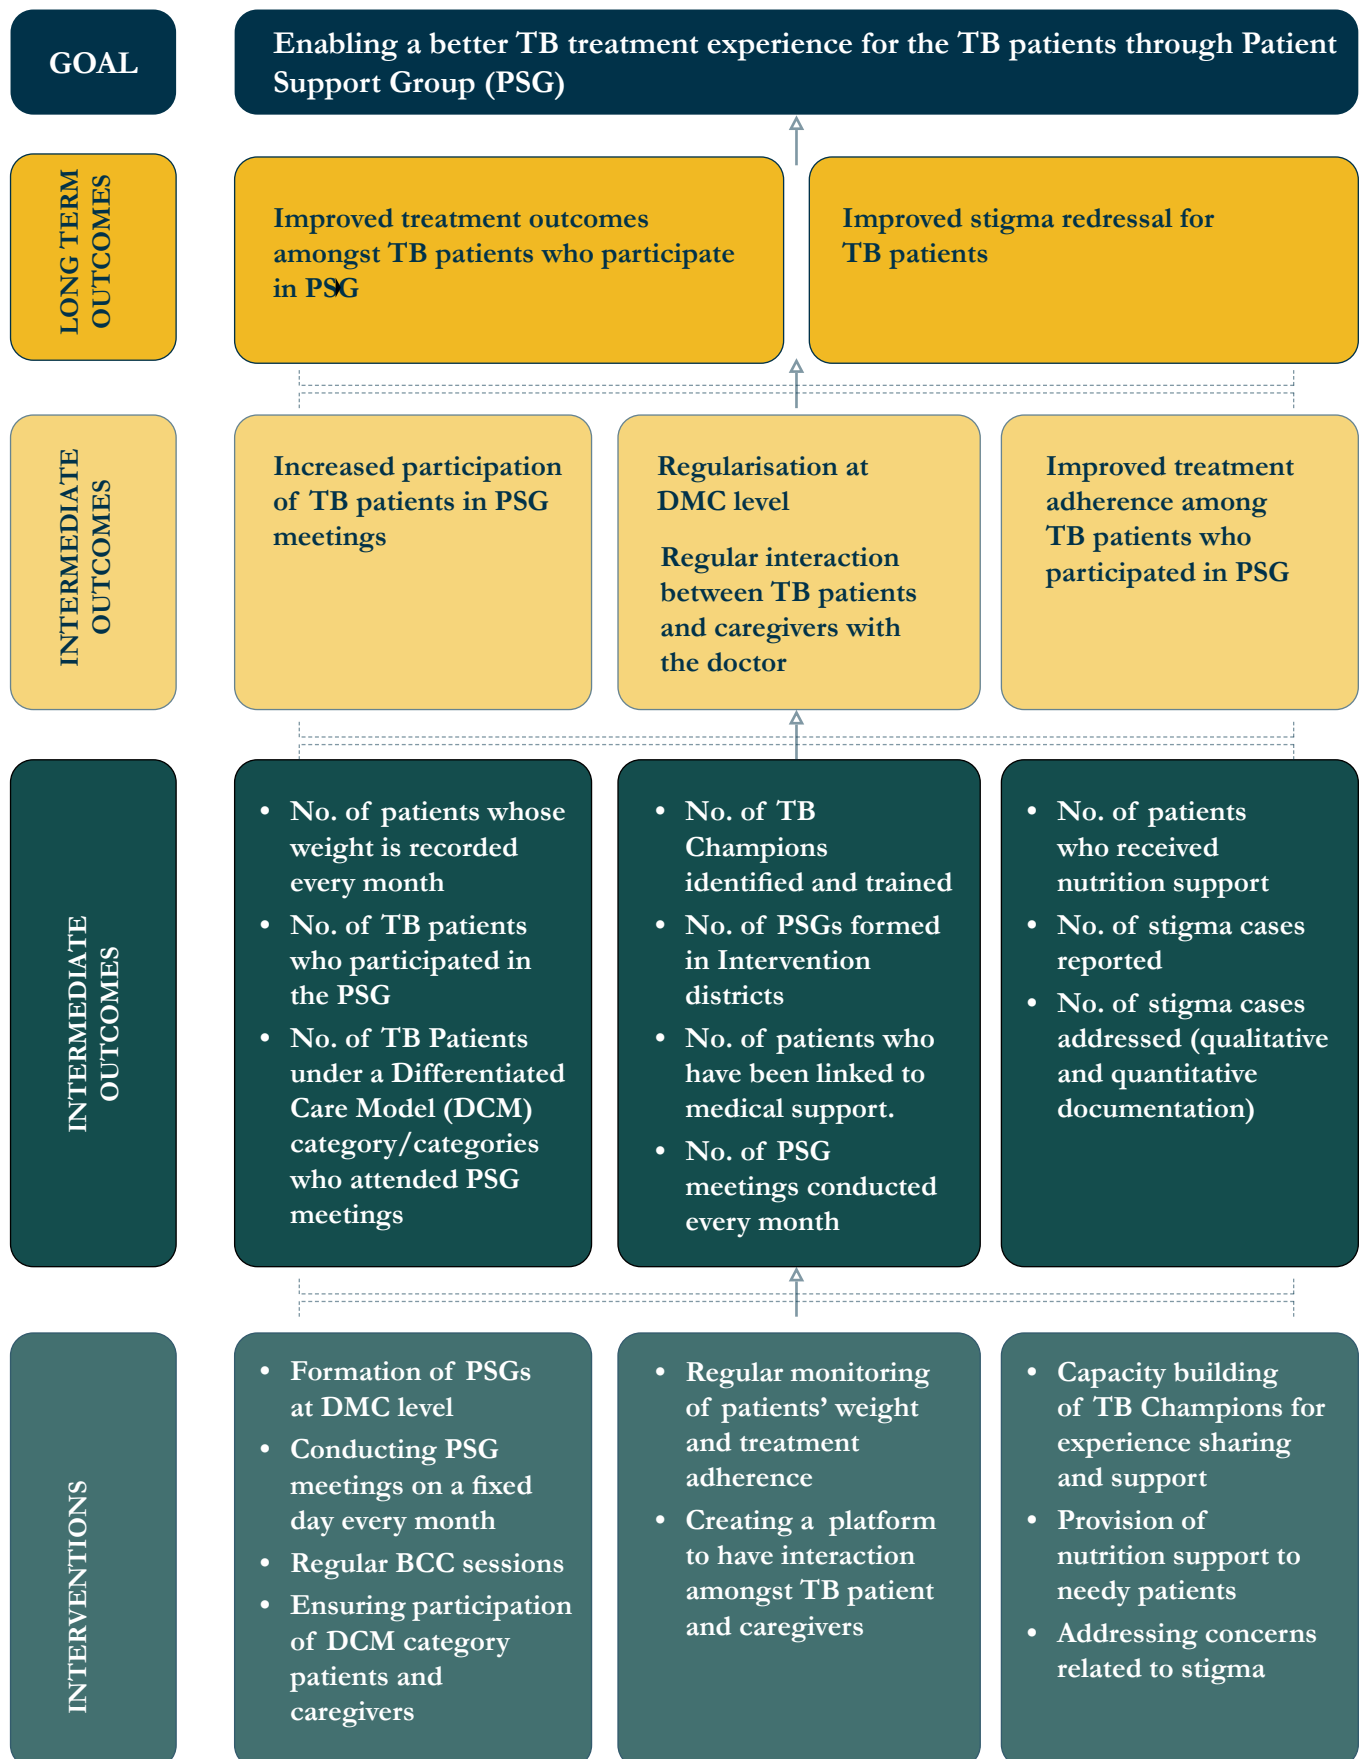 GOAL
Enabling a better TB treatment experience for the TB patients through Patient
Support Group (PSG)
LONG TERM
OUTCOMES
Improved treatment outcomes
amongst TB patients who participate
in PSG
Improved stigma redressal for
TB patients
INTERMEDIATE
OUTCOMES
Increased participation
of TB patients in PSG
meetings
Regularisation at
DMC level
Regular interaction
between TB patients
and caregivers with
the doctor
Improved treatment
adherence among
TB patients who
participated in PSG
INTERMEDIATE
OUTCOMES
• No. of patients whose
weight is recorded
every month
• No. of TB patients
who participated in
the PSG
• No. of TB Patients
under a Differentiated
Care Model (DCM)
category/categories
who attended PSG
meetings
• No. of TB
Champions
identified and trained
• No. of PSGs formed
in Intervention
districts
• No. of patients who
have been linked to
medical support.
• No. of PSG
meetings conducted
every month
• No. of patients
who received
nutrition support
• No. of stigma cases
reported
• No. of stigma cases
addressed (qualitative
and quantitative
documentation)
INTERVENTIONS
• Formation of PSGs
at DMC level
• Conducting PSG
meetings on a fixed
day every month
• Regular BCC sessions
• Ensuring participation
of DCM category
patients and
caregivers
• Regular monitoring
of patients’ weight
and treatment
adherence
• Creating a platform
to have interaction
amongst TB patient
and caregivers
• Capacity building
of TB Champions for
experience sharing
and support
• Provision of
nutrition support to
needy patients
• Addressing concerns
related to stigma